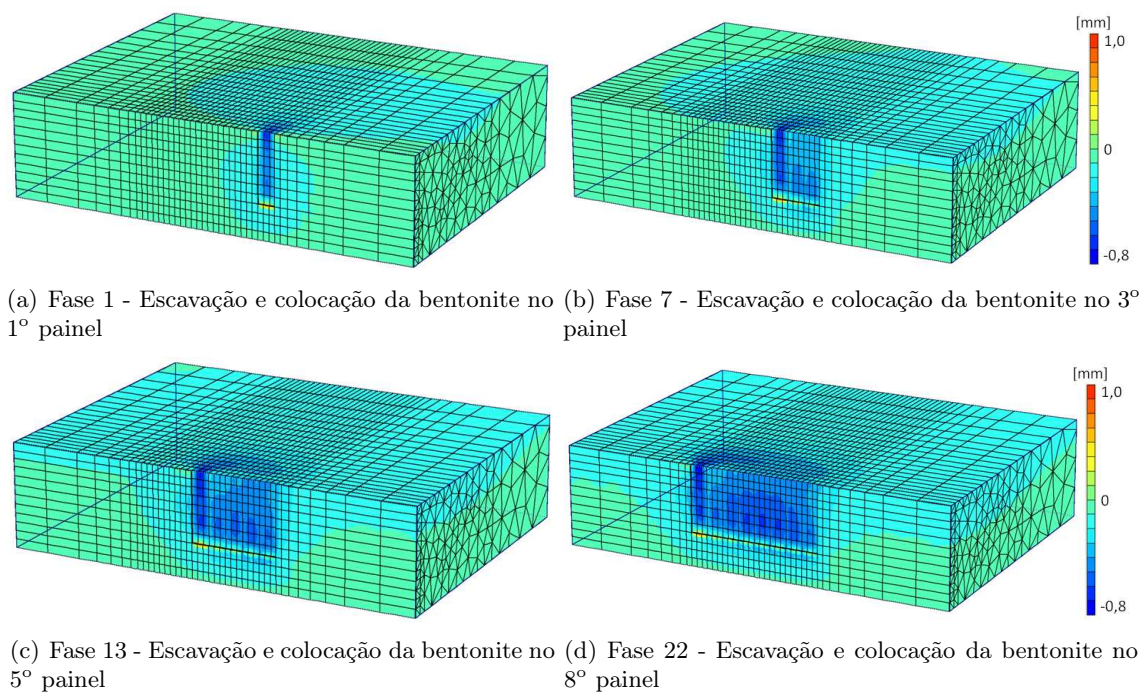 [mm]
1,0
0
-0,8
(a) Fase 1 - Escavação e colocação da bentonite no
1º painel
(b) Fase 7 - Escavação e colocação da bentonite no 3º
painel
[mm]
1,0
0
-0,8
(c) Fase 13 - Escavação e colocação da bentonite no
5º painel
(d) Fase 22 - Escavação e colocação da bentonite no
8º painel